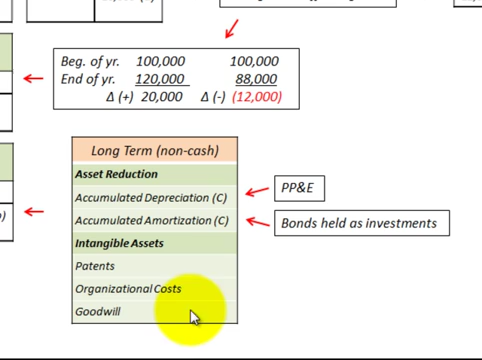 Beg. of yr. 100,000 100,000
End of yr. 120,000 88,000
Δ (+) 20,000 Δ (-) (12,000)
Long Term (non-cash)
Asset Reduction
Accumulated Depreciation (C)
PP&E
Accumulated Amortization (C)
Bonds held as investments
Intangible Assets
Patents
Organizational Costs
Goodwill